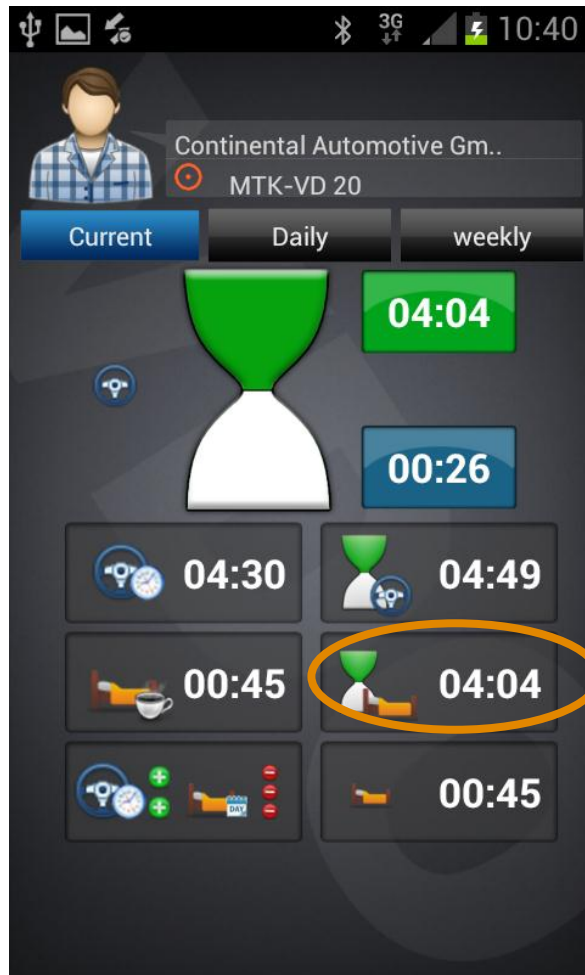 3G 10:40
Continental Automotive Gm..
MTK-VD 20
Current Daily weekly
04:04
00:26
04:30 04:49
00:45 04:04
DAY 00:45